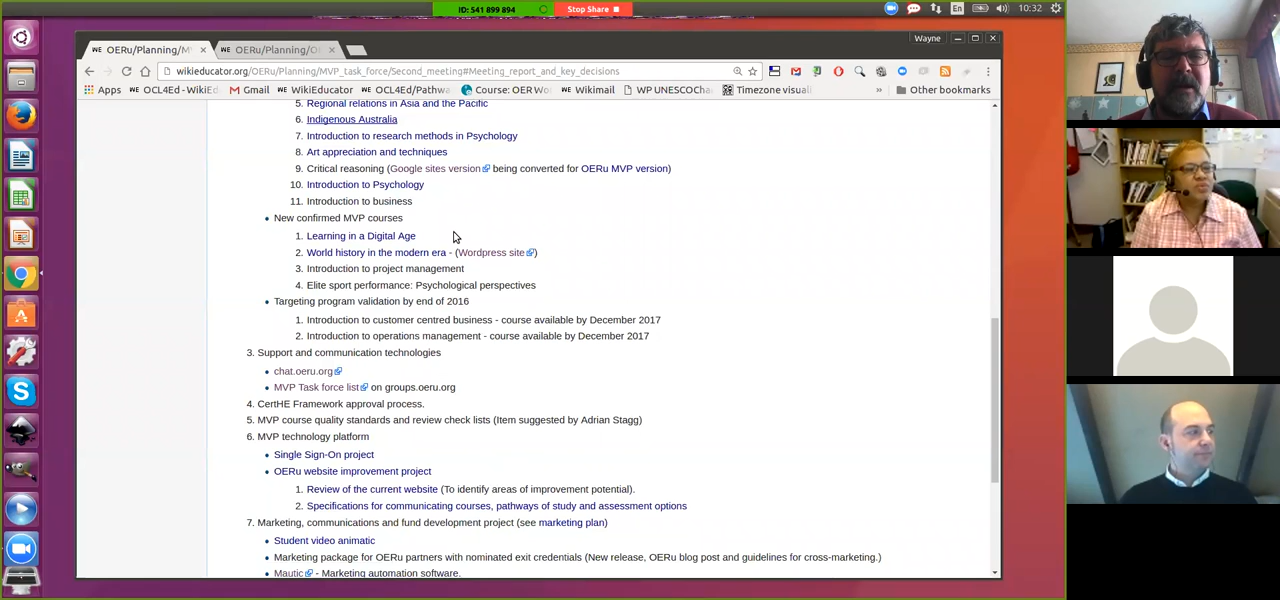 ID: 541 899 894
Stop Share
En
10:32
OERu/Planning/M
OERu/Planning/O
Wayne
wikieducator.org/OERu/Planning/MVP_task_force/Second_meeting#Meeting_report_and_key_decisions
Apps
OCL4Ed - WikiEd
Gmail
WikiEducator
OCL4Ed/Pathwa
Course: OER Wor
Wikimail
WP UNESCOCha
Timezone visuali
»
Other bookmarks
5. Regional relations in Asia and the Pacific
6. Indigenous Australia
7. Introduction to research methods in Psychology
8. Art appreciation and techniques
9. Critical reasoning (Google sites version being converted for OERu MVP version)
10. Introduction to Psychology
11. Introduction to business
• New confirmed MVP courses
1. Learning in a Digital Age
2. World history in the modern era - (Wordpress site)
3. Introduction to project management
4. Elite sport performance: Psychological perspectives
• Targeting program validation by end of 2016
1. Introduction to customer centred business - course available by December 2017
2. Introduction to operations management - course available by December 2017
3. Support and communication technologies
• chat.oeru.org
• MVP Task force list on groups.oeru.org
4. CertHE Framework approval process.
5. MVP course quality standards and review check lists (Item suggested by Adrian Stagg)
6. MVP technology platform
• Single Sign-On project
• OERu website improvement project
1. Review of the current website (To identify areas of improvement potential).
2. Specifications for communicating courses, pathways of study and assessment options
7. Marketing, communications and fund development project (see marketing plan)
• Student video animatic
• Marketing package for OERu partners with nominated exit credentials (New release, OERu blog post and guidelines for cross-marketing.)
• Mautic - Marketing automation software.